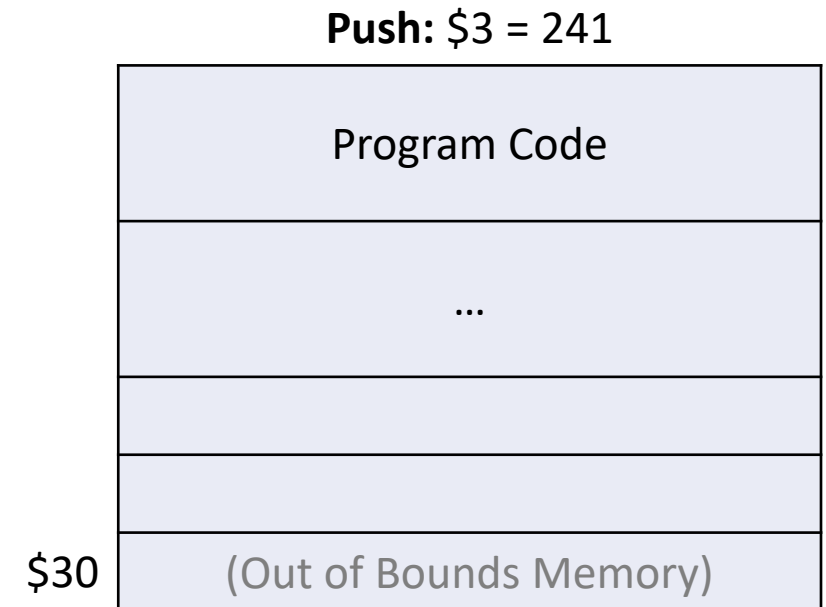 Push: $3 = 241
Program Code
...
$30 (Out of Bounds Memory)